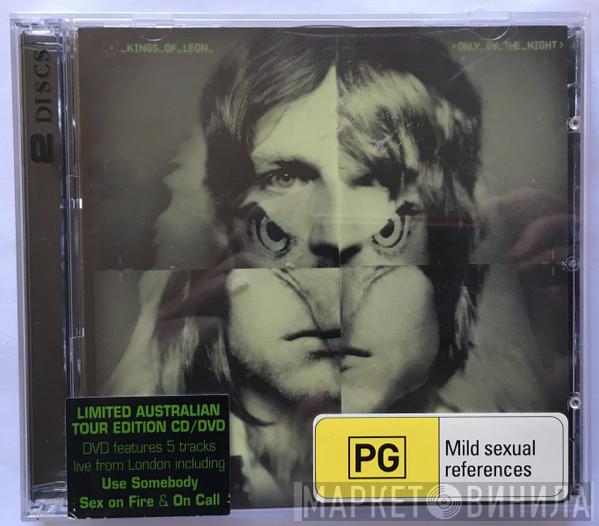 _KINGS_OF_LEON_
>ONLY_BY_THE_NIGHT>
2 DISCS
LIMITED AUSTRALIAN
TOUR EDITION CD/DVD
DVD features 5 tracks
live from London including
Use Somebody
Sex on Fire & On Call
PG
Mild sexual
references
МАРКЕТ ВИНИЛА